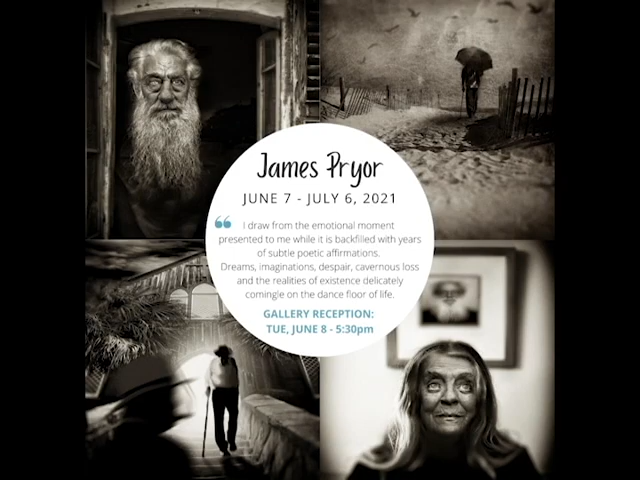 James Pryor
JUNE 7 - JULY 6, 2021
“ I draw from the emotional moment
presented to me while it is backfilled with years
of subtle poetic affirmations.
Dreams, imaginations, despair, cavernous loss
and the realities of existence delicately
comingle on the dance floor of life.
GALLERY RECEPTION:
TUE, JUNE 8 - 5:30pm